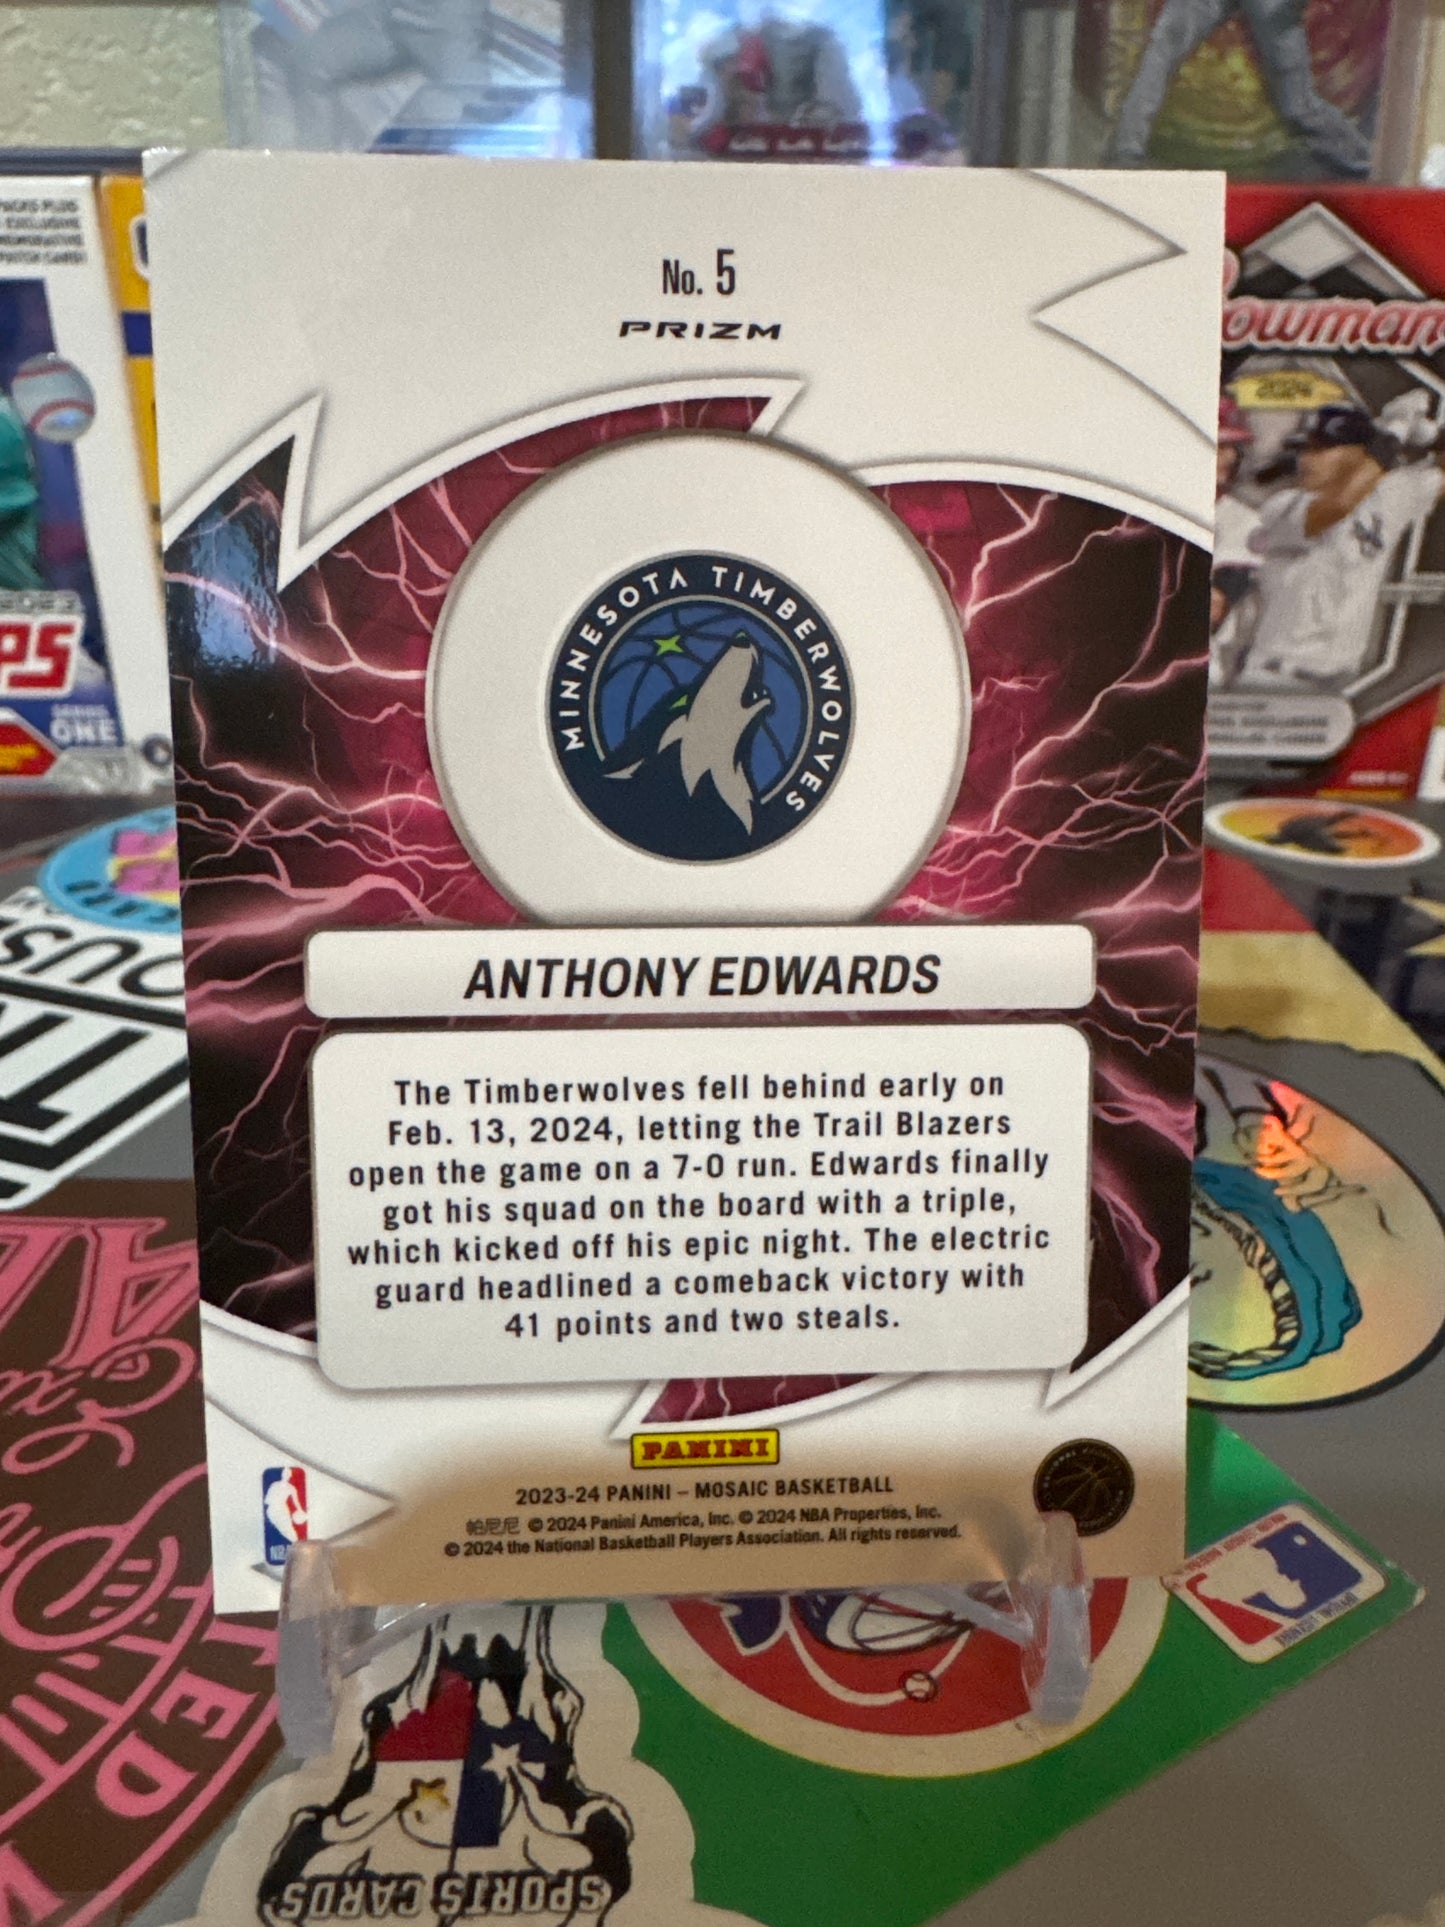 No. 5
PRIZM
MINNESOTA TIMBERWOLVES
ANTHONY EDWARDS
The Timberwolves fell behind early on
Feb. 13, 2024, letting the Trail Blazers
open the game on a 7-0 run. Edwards finally
got his squad on the board with a triple,
which kicked off his epic night. The electric
guard headlined a comeback victory with
41 points and two steals.
PANINI
2023-24 PANINI – MOSAIC BASKETBALL
帕尼尼 © 2024 Panini America, Inc. © 2024 NBA Properties, Inc.
© 2024 the National Basketball Players Association. All rights reserved.
Bowman
2024
ONE
SPORTS CARDS